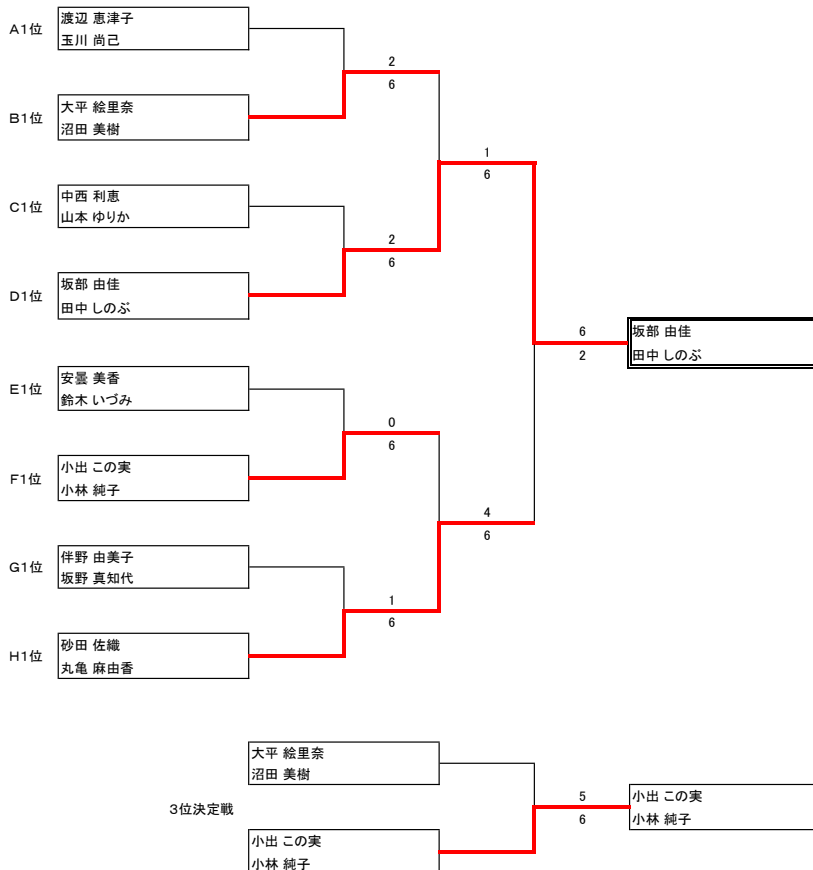 A1位
渡辺 恵津子
玉川 尚己
2
6
B1位
大平 絵里奈
沼田 美樹
1
6
C1位
中西 利恵
山本 ゆりか
2
6
D1位
坂部 由佳
田中 しのぶ
6
2
坂部 由佳
田中 しのぶ
E1位
安曇 美香
鈴木 いづみ
0
6
F1位
小出 この実
小林 純子
4
6
G1位
伴野 由美子
坂野 真知代
1
6
H1位
砂田 佐織
丸亀 麻由香
3位決定戦
大平 絵里奈
沼田 美樹
5
6
小出 この実
小林 純子
小出 この実
小林 純子